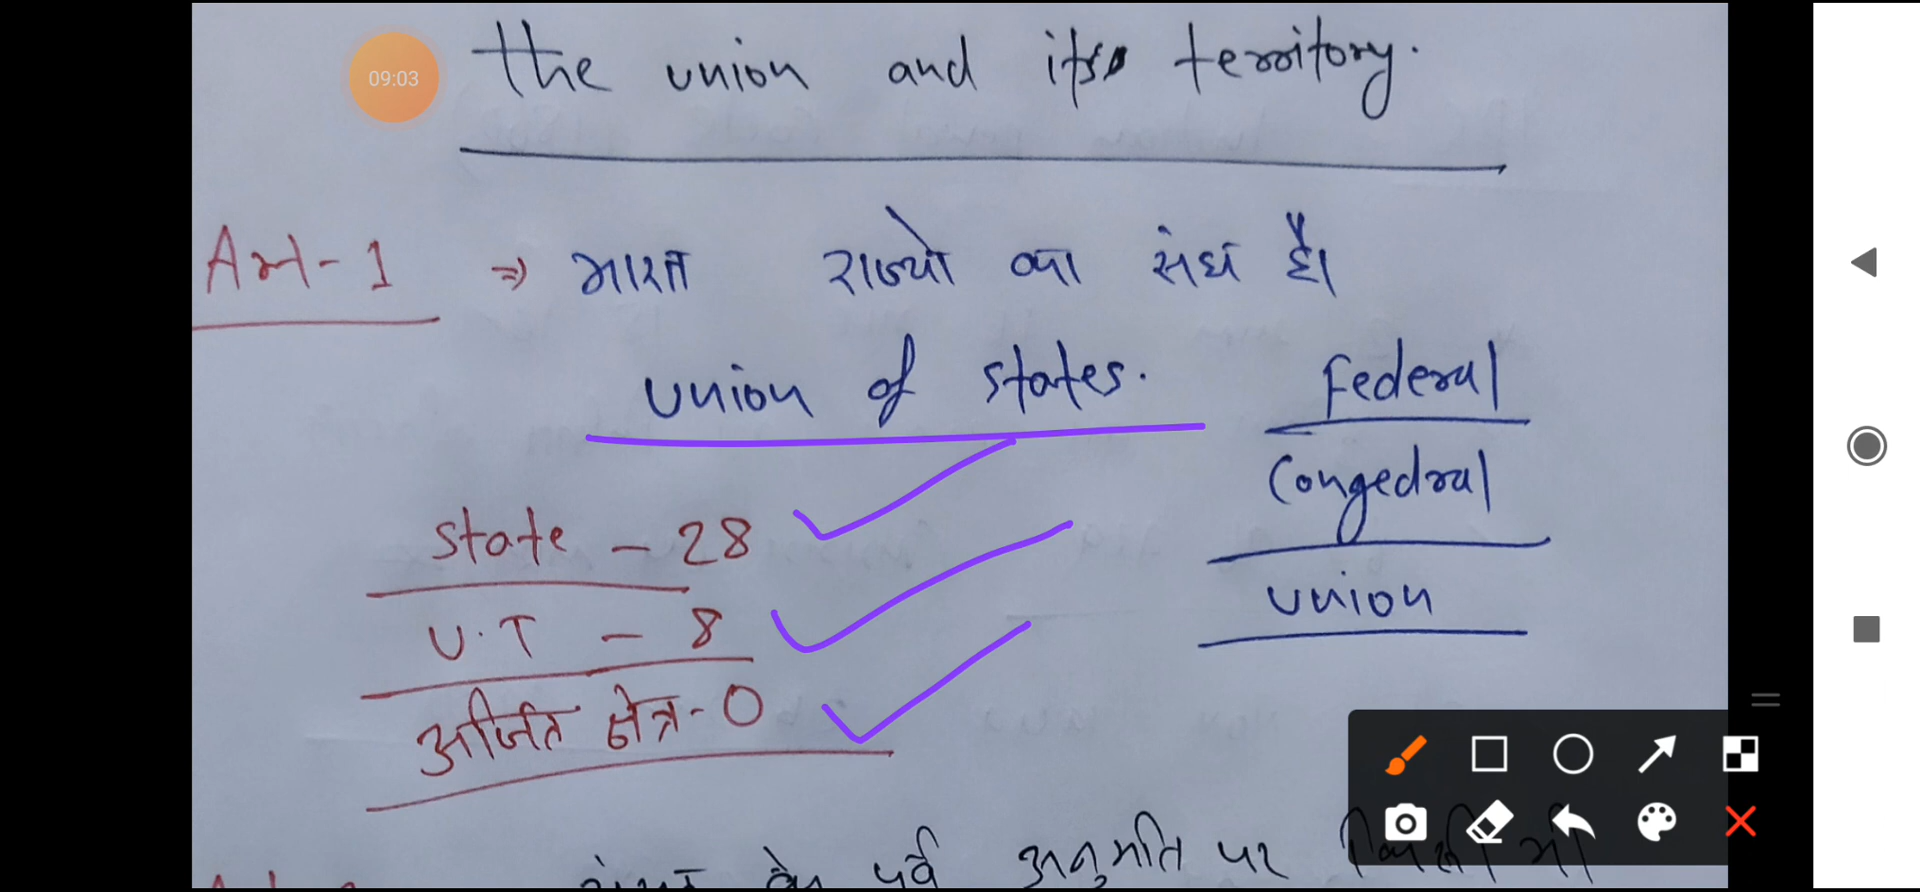 09:03
the union and its territory.
Art-1 ⇒ भारत राज्यो का संघ है।
union of states.
Federal
Congedral
union
state - 28
U.T - 8
अर्जित क्षेत्र - 0
के पूर्व अनुमति पर